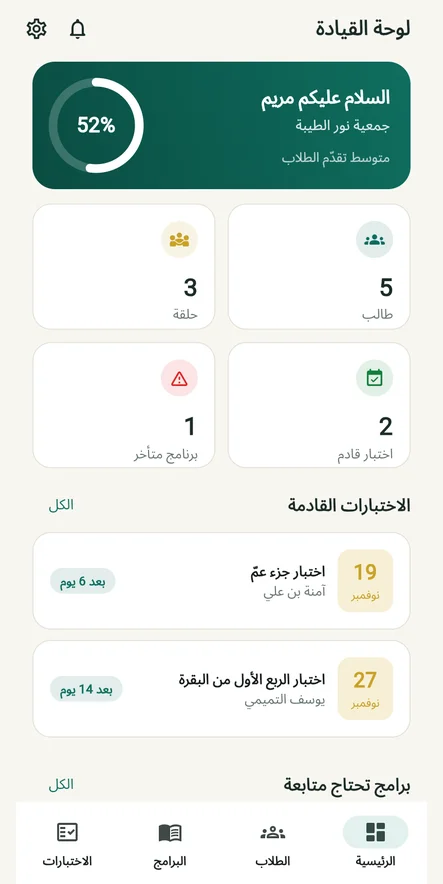 لوحة القيادة
السلام عليكم مريم
جمعية نور الطيبة
متوسط تقدّم الطلاب
52%
5
طالب
3
حلقة
2
اختبار قادم
1
برنامج متأخر
الاختبارات القادمة
الكل
19
نوفمبر
اختبار جزء عمّ
آمنة بن علي
بعد 6 يوم
27
نوفمبر
اختبار الربع الأول من البقرة
يوسف التميمي
بعد 14 يوم
برامج تحتاج متابعة
الكل
الرئيسية
الطلاب
البرامج
الاختبارات